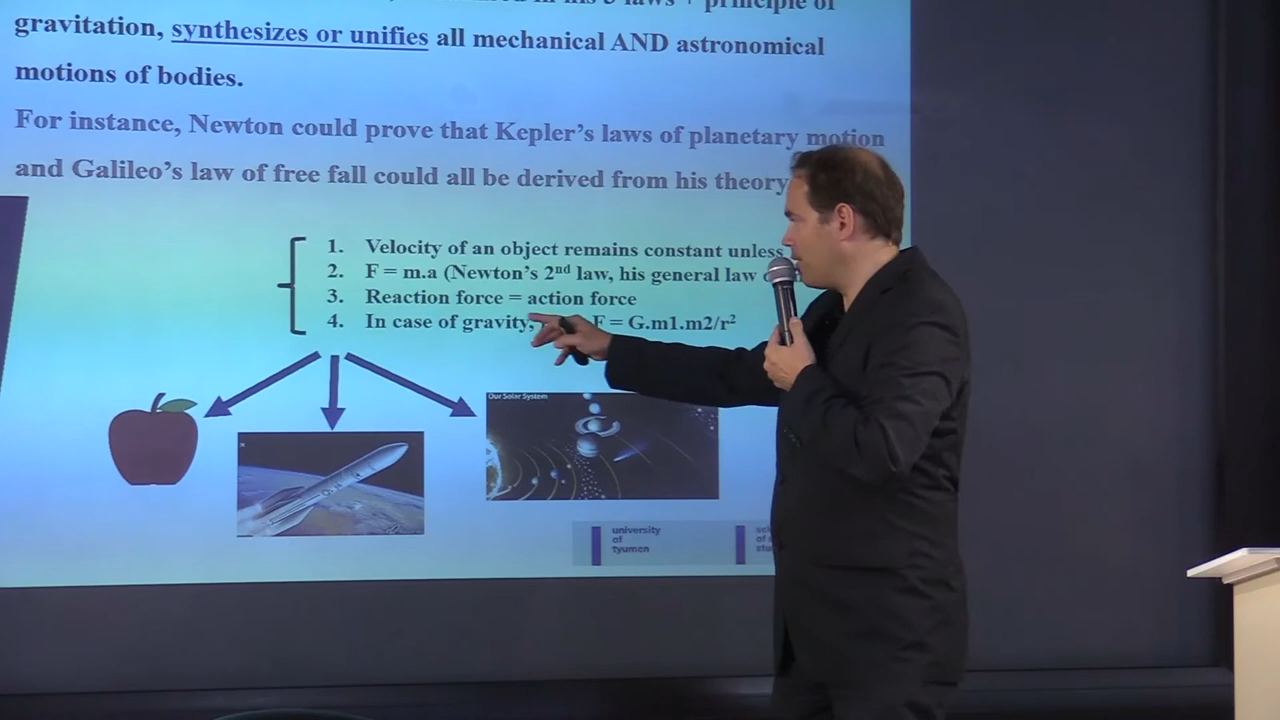 principle of
gravitation, synthesizes or unifies all mechanical AND astronomical
motions of bodies.
For instance, Newton could prove that Kepler's laws of planetary motion
and Galileo's law of free fall could all be derived from his theory
1. Velocity of an object remains constant unless
2. F = m.a (Newton's 2nd law, his general law
3. Reaction force = action force
4. In case of gravity, F = G.m1.m2/r²
Our Solar System
university
of
tyumen
of